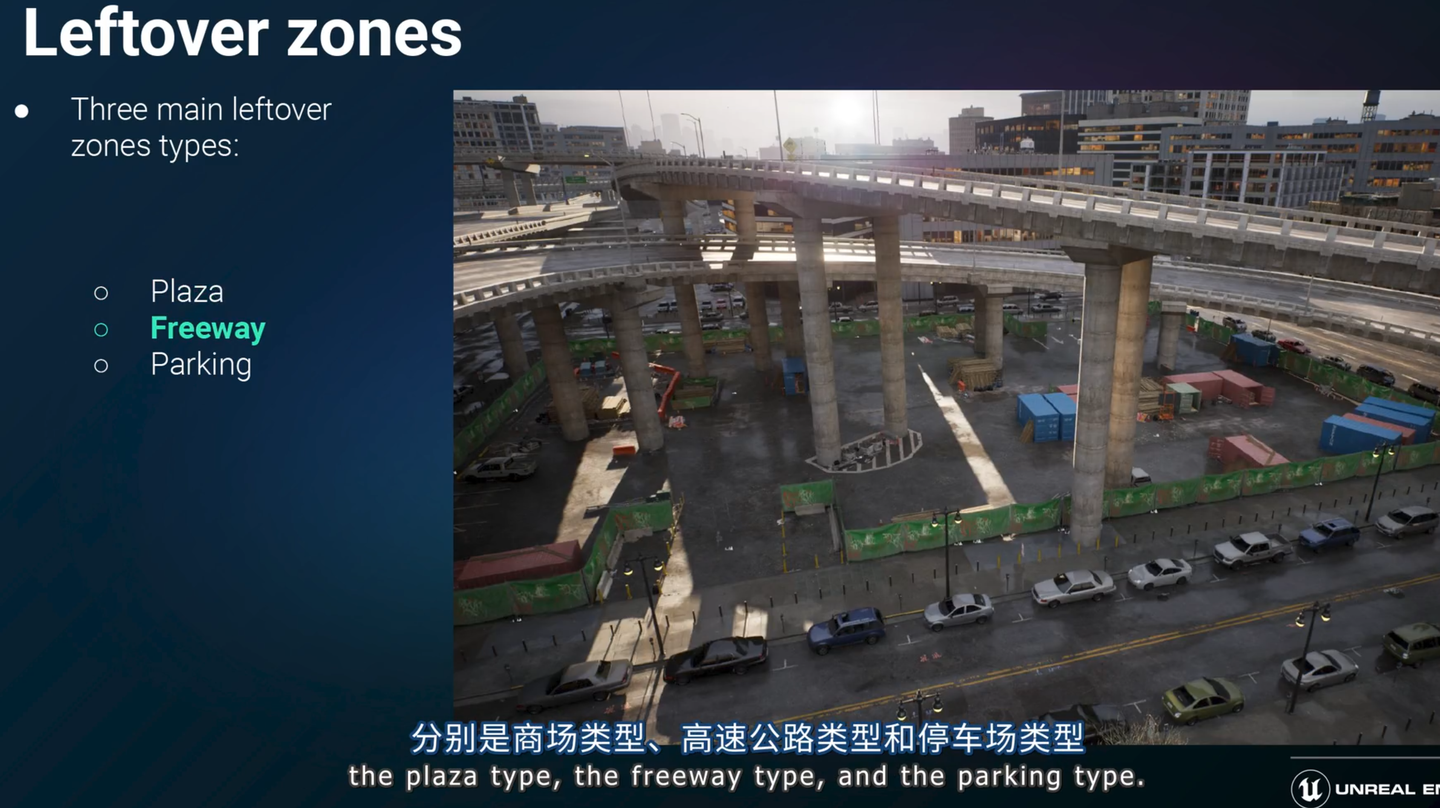 Leftover zones
● Three main leftover
zones types:
○ Plaza
○ Freeway
○ Parking
分别是商场类型、高速公路类型和停车场类型
the plaza type, the freeway type, and the parking type.
UNREAL EN